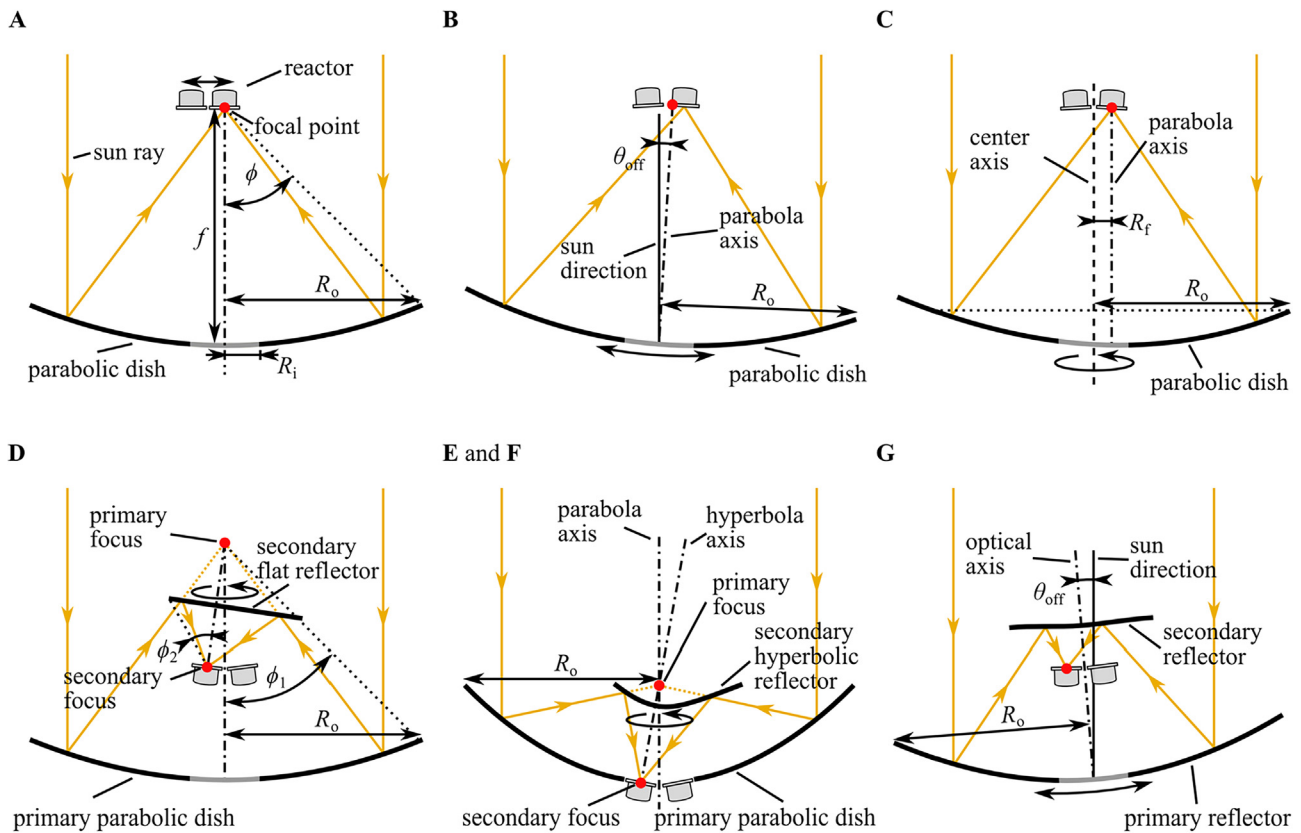 A
reactor
focal point
sun ray
ϕ
f
R_o
parabolic dish
R_i
B
θ_off
parabola
axis
sun
direction
R_o
parabolic dish
C
center
axis
parabola
axis
R_f
R_o
parabolic dish
D
primary
focus
secondary
flat reflector
ϕ_2
secondary
focus
ϕ_1
R_o
primary parabolic dish
E and F
parabola
axis
hyperbola
axis
primary
focus
secondary
hyperbolic
reflector
R_o
secondary focus
primary parabolic dish
G
optical
axis
sun
direction
θ_off
secondary
reflector
R_o
primary reflector